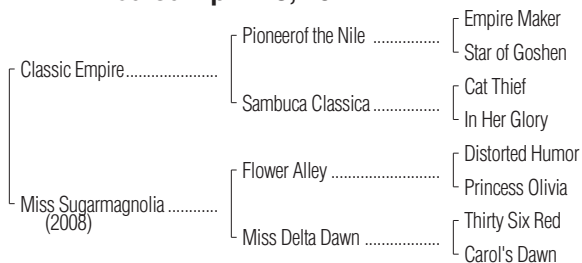 Empire Maker
Pioneerof the Nile ................
Star of Goshen
Classic Empire......................
Cat Thief
Sambuca Classica ................
In Her Glory
Distorted Humor
Flower Alley ..........................
Princess Olivia
Miss Sugarmagnolia ............
(2008)
Thirty Six Red
Miss Delta Dawn ..................
Carol's Dawn